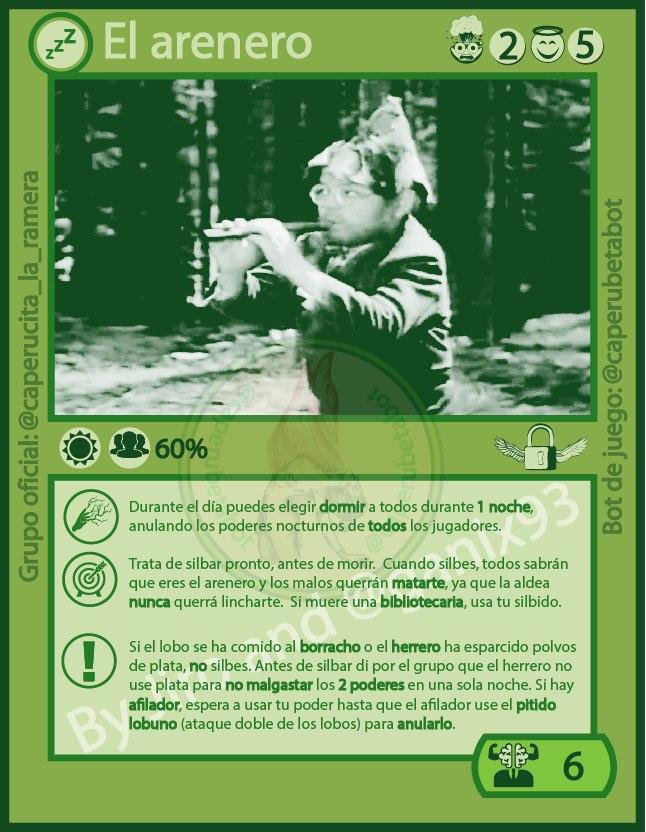 zzz El arenero 2 5
Grupo oficial: @caperucita_la_ramera
Bot de juego: @caperubetabot
60%
Durante el día puedes elegir dormir a todos durante 1 noche,
anulando los poderes nocturnos de todos los jugadores.
Trata de silbar pronto, antes de morir. Cuando silbes, todos sabrán
que eres el arenero y los malos querrán matarte, ya que la aldea
nunca querrá lincharte. Si muere una bibliotecaria, usa tu silbido.
Si el lobo se ha comido al borracho o el herrero ha esparcido polvos
de plata, no silbes. Antes de silbar di por el grupo que el herrero no
use plata para no malgastar los 2 poderes en una sola noche. Si hay
afilador, espera a usar tu poder hasta que el afilador use el pitido
lobuno (ataque doble de los lobos) para anularlo.
6